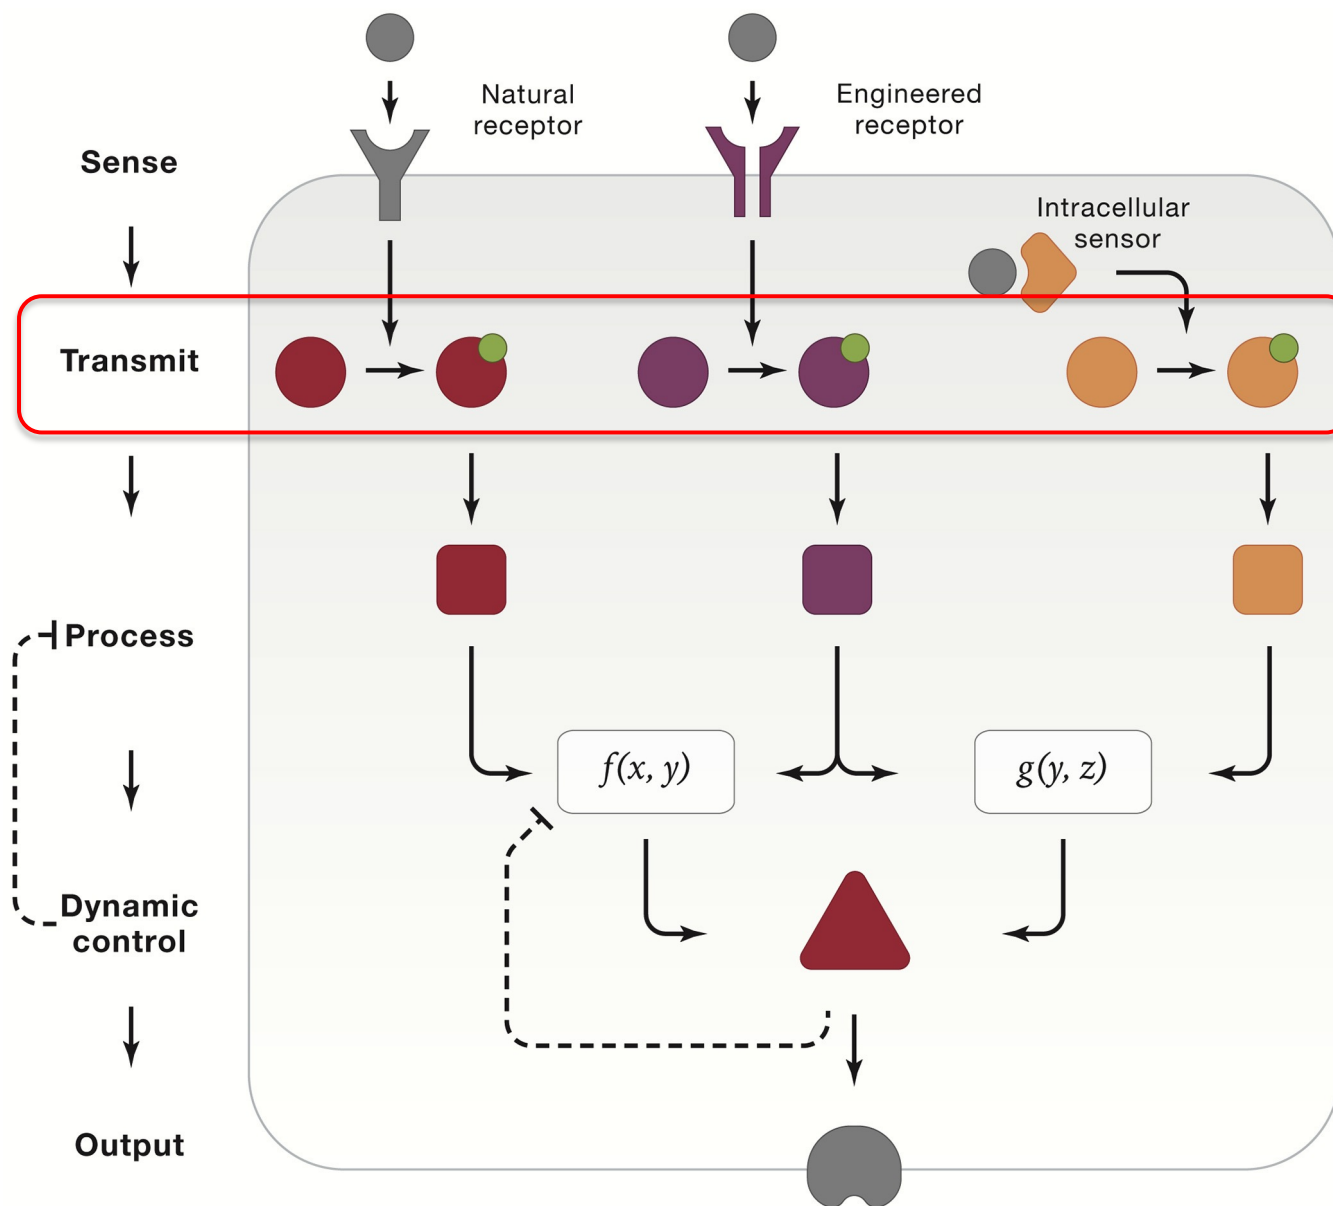 Natural
receptor
Engineered
receptor
Sense
Intracellular
sensor
Transmit
Process
f(x, y)
g(y, z)
Dynamic
control
Output